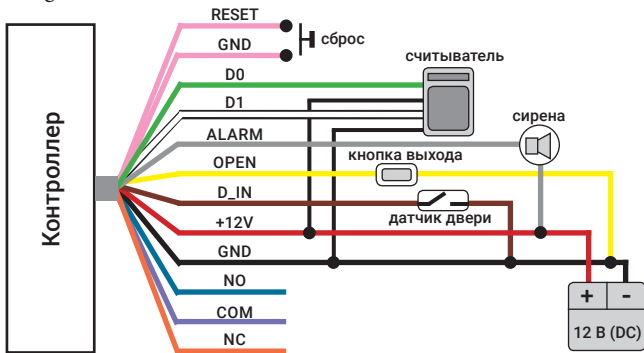 RESET
GND
сброс
D0
D1
ALARM
OPEN
D_IN
+12V
GND
NO
COM
NC
Контроллер
считыватель
сирена
кнопка выхода
датчик двери
+ -
12 В (DC)